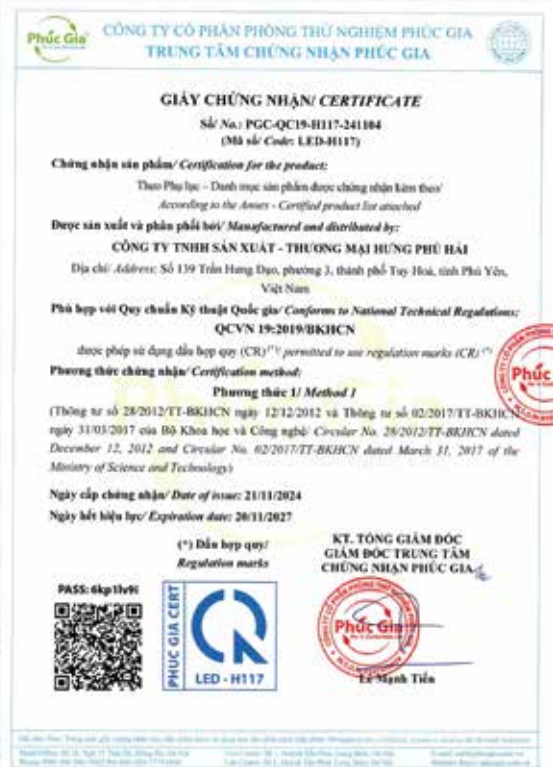 Phúc Gia
CÔNG TY CỔ PHẦN PHÒNG THỬ NGHIỆM PHÚC GIA
TRUNG TÂM CHỨNG NHẬN PHÚC GIA
GIẤY CHỨNG NHẬN/ CERTIFICATE
Số/ No.: PGC-QC19-H117-241104
(Mã số/ Code: LED-H117)
Chứng nhận sản phẩm/ Certification for the product:
Theo Phụ lục – Danh mục sản phẩm được chứng nhận kèm theo/
According to the Annex - Certified product list attached
Được sản xuất và phân phối bởi/ Manufactured and distributed by:
CÔNG TY TNHH SẢN XUẤT - THƯƠNG MẠI HƯNG PHÚ HẢI
Địa chỉ/ Address: Số 139 Trần Hưng Đạo, phường 3, thành phố Tuy Hoà, tỉnh Phú Yên,
Việt Nam
Phù hợp với Quy chuẩn Kỹ thuật Quốc gia/ Conforms to National Technical Regulations:
QCVN 19:2019/BKHCN
được phép sử dụng dấu hợp quy (CR)(*)/ permitted to use regulation marks (CR) (*)
Phương thức chứng nhận/ Certification method:
Phương thức 1/ Method 1
(Thông tư số 28/2012/TT-BKHCN ngày 12/12/2012 và Thông tư số 02/2017/TT-BKHCN
ngày 31/03/2017 của Bộ Khoa học và Công nghệ/ Circular No. 28/2012/TT-BKHCN dated
December 12, 2012 and Circular No. 02/2017/TT-BKHCN dated March 31, 2017 of the
Ministry of Science and Technology)
Ngày cấp chứng nhận/ Date of issue: 21/11/2024
Ngày hết hiệu lực/ Expiration date: 20/11/2027
(*) Dấu hợp quy/
Regulation marks
KT. TỔNG GIÁM ĐỐC
GIÁM ĐỐC TRUNG TÂM
CHỨNG NHẬN PHÚC GIA
PASS: 6kp1lv9i
PHUC GIA CERT
LED - H117
Phúc Gia
Lê Mạnh Tiến
Phúc